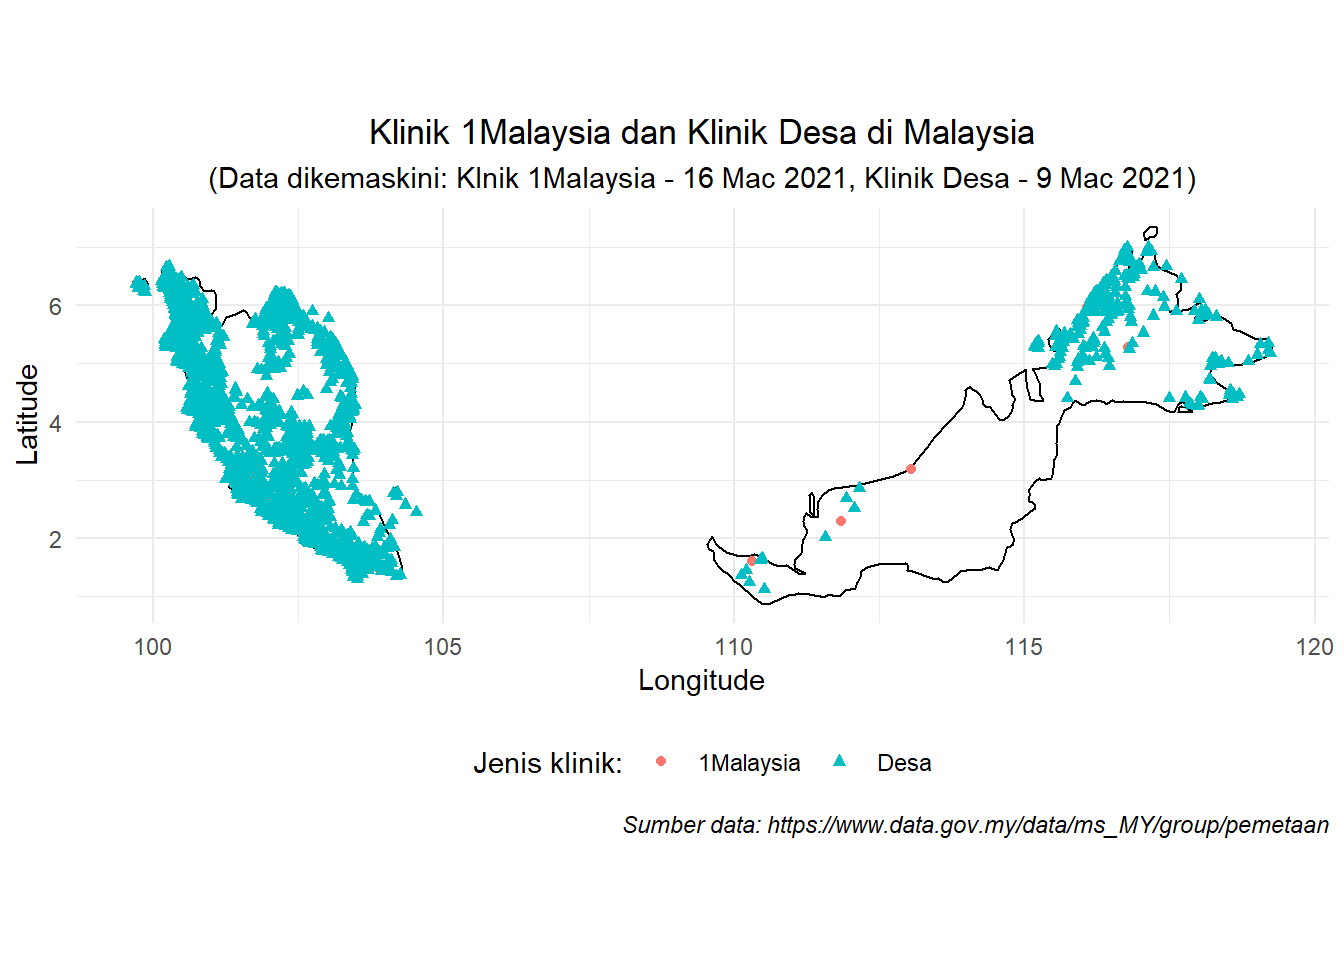 Klinik 1Malaysia dan Klinik Desa di Malaysia
(Data dikemaskini: Klnik 1Malaysia - 16 Mac 2021, Klinik Desa - 9 Mac 2021)
6
4
2
Latitude
100 105 110 115 120
Longitude
Jenis klinik: 1Malaysia Desa
Sumber data: https://www.data.gov.my/data/ms_MY/group/pemetaan